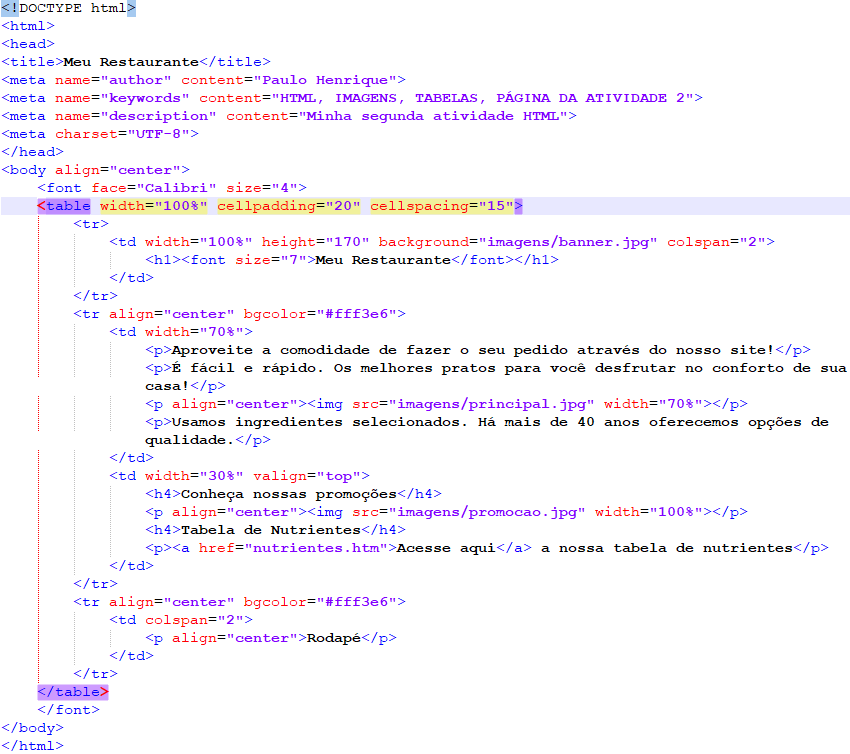 <!DOCTYPE html>
<html>
<head>
<title>Meu Restaurante</title>
<meta name="author" content="Paulo Henrique">
<meta name="keywords" content="HTML, IMAGENS, TABELAS, PÁGINA DA ATIVIDADE 2">
<meta name="description" content="Minha segunda atividade HTML">
<meta charset="UTF-8">
</head>
<body align="center">
    <font face="Calibri" size="4">
    <table width="100%" cellpadding="20" cellspacing="15">
        <tr>
            <td width="100%" height="170" background="imagens/banner.jpg" colspan="2">
                <h1><font size="7">Meu Restaurante</font></h1>
            </td>
        </tr>
        <tr align="center" bgcolor="#fff3e6">
            <td width="70%">
                <p>Aproveite a comodidade de fazer o seu pedido através do nosso site!</p>
                <p>É fácil e rápido. Os melhores pratos para você desfrutar no conforto de sua
                casa!</p>
                <p align="center"><img src="imagens/principal.jpg" width="70%"></p>
                <p>Usamos ingredientes selecionados. Há mais de 40 anos oferecemos opções de
                qualidade.</p>
            </td>
            <td width="30%" valign="top">
                <h4>Conheça nossas promoções</h4>
                <p align="center"><img src="imagens/promocao.jpg" width="100%"></p>
                <h4>Tabela de Nutrientes</h4>
                <p><a href="nutrientes.htm">Acesse aqui</a> a nossa tabela de nutrientes</p>
            </td>
        </tr>
        <tr align="center" bgcolor="#fff3e6">
            <td colspan="2">
                <p align="center">Rodapé</p>
            </td>
        </tr>
    </table>
    </font>
</body>
</html>